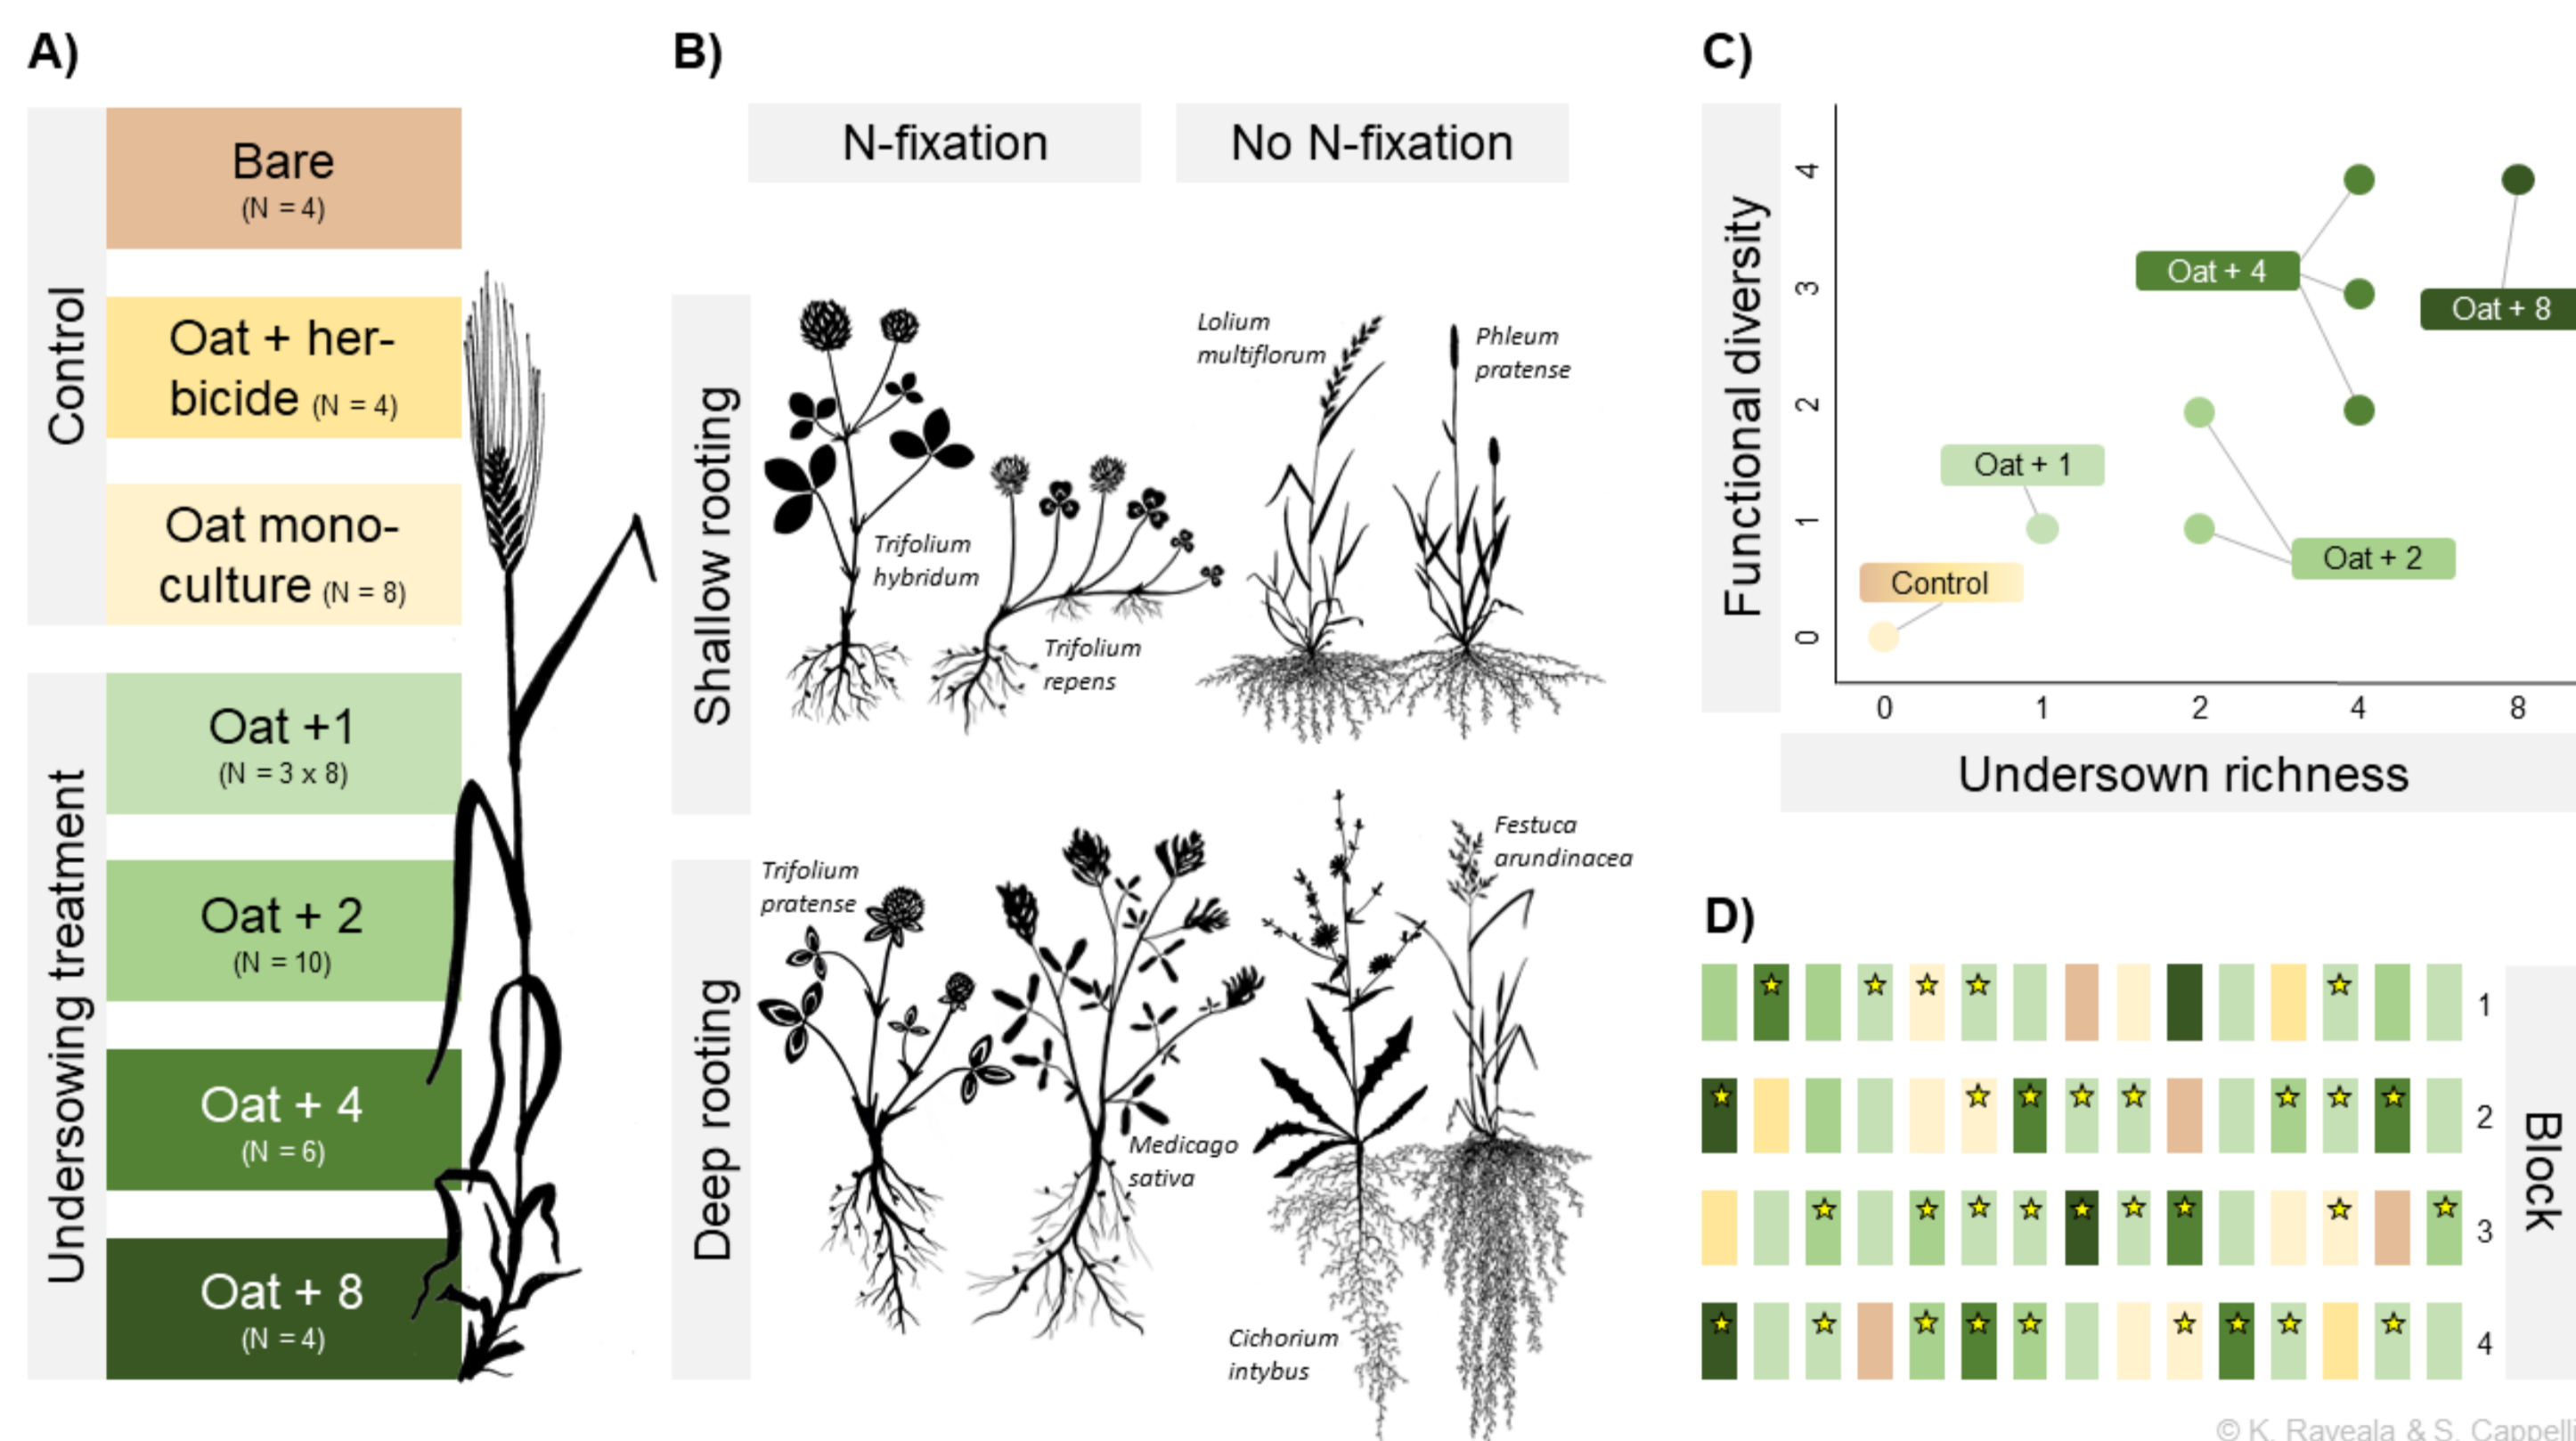 A)
Control
Bare
(N = 4)
Oat + her-
bicide (N = 4)
Oat mono-
culture (N = 8)
Undersowing treatment
Oat +1
(N = 3 x 8)
Oat + 2
(N = 10)
Oat + 4
(N = 6)
Oat + 8
(N = 4)
B)
N-fixation
No N-fixation
Shallow rooting
Trifolium
hybridum
Trifolium
repens
Lolium
multiflorum
Phleum
pratense
Deep rooting
Trifolium
pratense
Medicago
sativa
Cichorium
intybus
Festuca
arundinacea
C)
Functional diversity
4
3
2
1
0
Oat + 4
Oat + 8
Oat + 1
Oat + 2
Control
0 1 2 4 8
Undersown richness
D)
1
2
3
4
Block
© K. Raveala & S. Cappelli